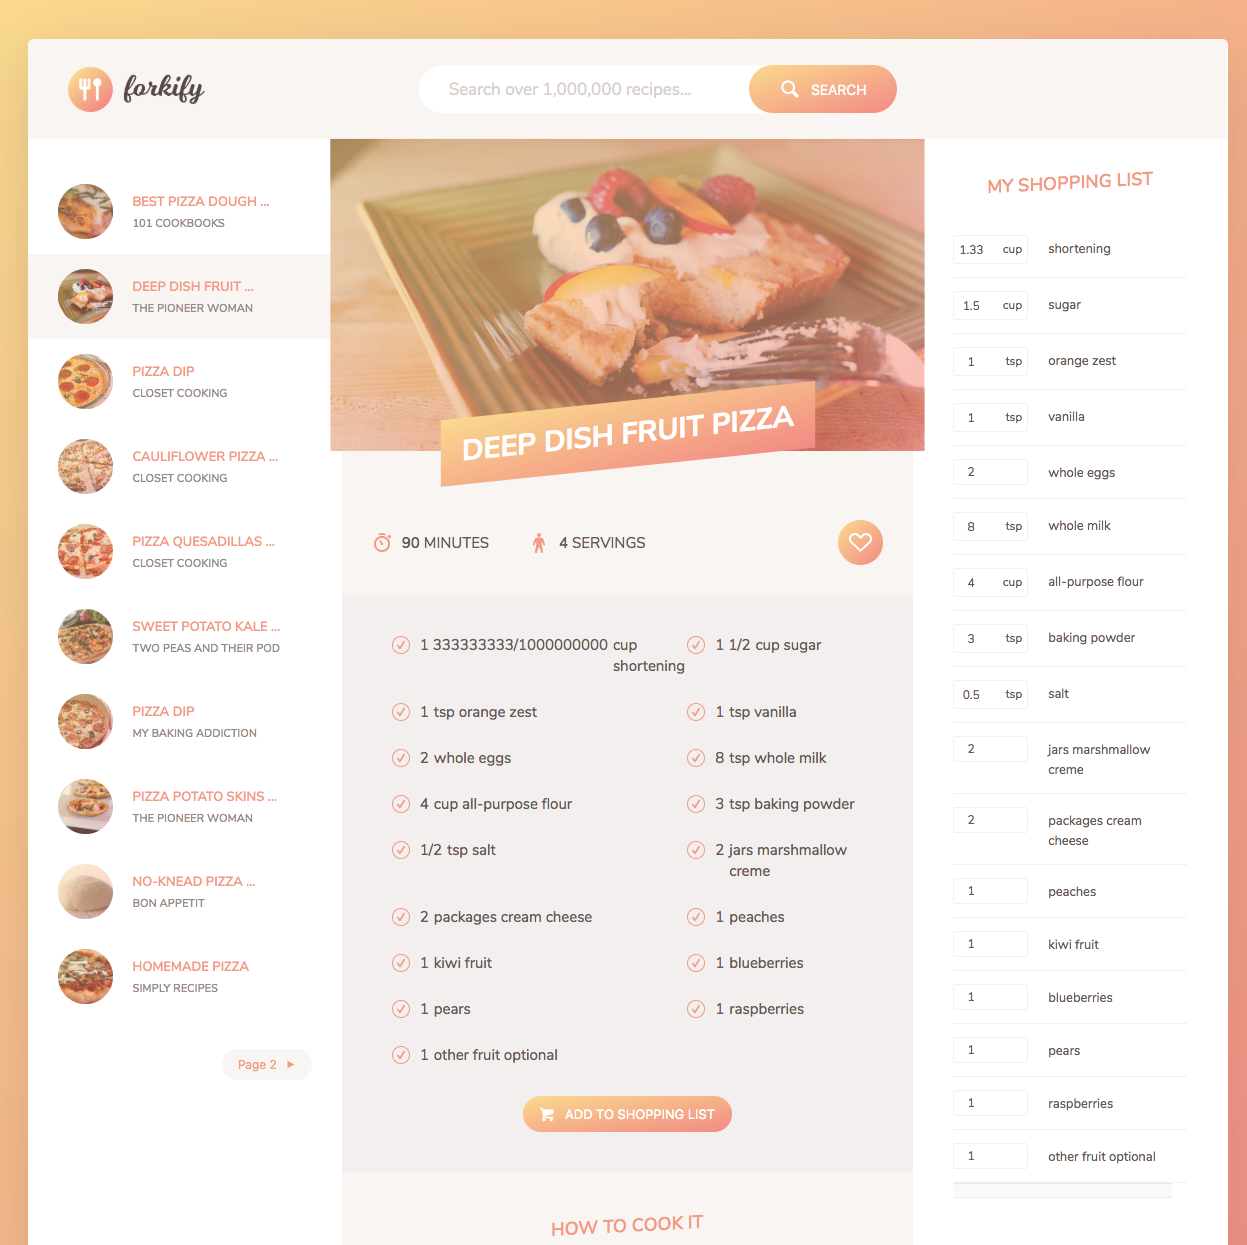 forkify
Search over 1,000,000 recipes...
SEARCH
BEST PIZZA DOUGH ...
101 COOKBOOKS
DEEP DISH FRUIT ...
THE PIONEER WOMAN
PIZZA DIP
CLOSET COOKING
CAULIFLOWER PIZZA ...
CLOSET COOKING
PIZZA QUESADILLAS ...
CLOSET COOKING
SWEET POTATO KALE ...
TWO PEAS AND THEIR POD
PIZZA DIP
MY BAKING ADDICTION
PIZZA POTATO SKINS ...
THE PIONEER WOMAN
NO-KNEAD PIZZA ...
BON APPETIT
HOMEMADE PIZZA
SIMPLY RECIPES
Page 2
DEEP DISH FRUIT PIZZA
90 MINUTES
4 SERVINGS
1 333333333/1000000000 cup
shortening
1 1/2 cup sugar
1 tsp orange zest
1 tsp vanilla
2 whole eggs
8 tsp whole milk
4 cup all-purpose flour
3 tsp baking powder
1/2 tsp salt
2 jars marshmallow
creme
2 packages cream cheese
1 peaches
1 kiwi fruit
1 blueberries
1 pears
1 raspberries
1 other fruit optional
ADD TO SHOPPING LIST
HOW TO COOK IT
MY SHOPPING LIST
1.33 cup shortening
1.5 cup sugar
1 tsp orange zest
1 tsp vanilla
2 whole eggs
8 tsp whole milk
4 cup all-purpose flour
3 tsp baking powder
0.5 tsp salt
2 jars marshmallow
creme
2 packages cream
cheese
1 peaches
1 kiwi fruit
1 blueberries
1 pears
1 raspberries
1 other fruit optional